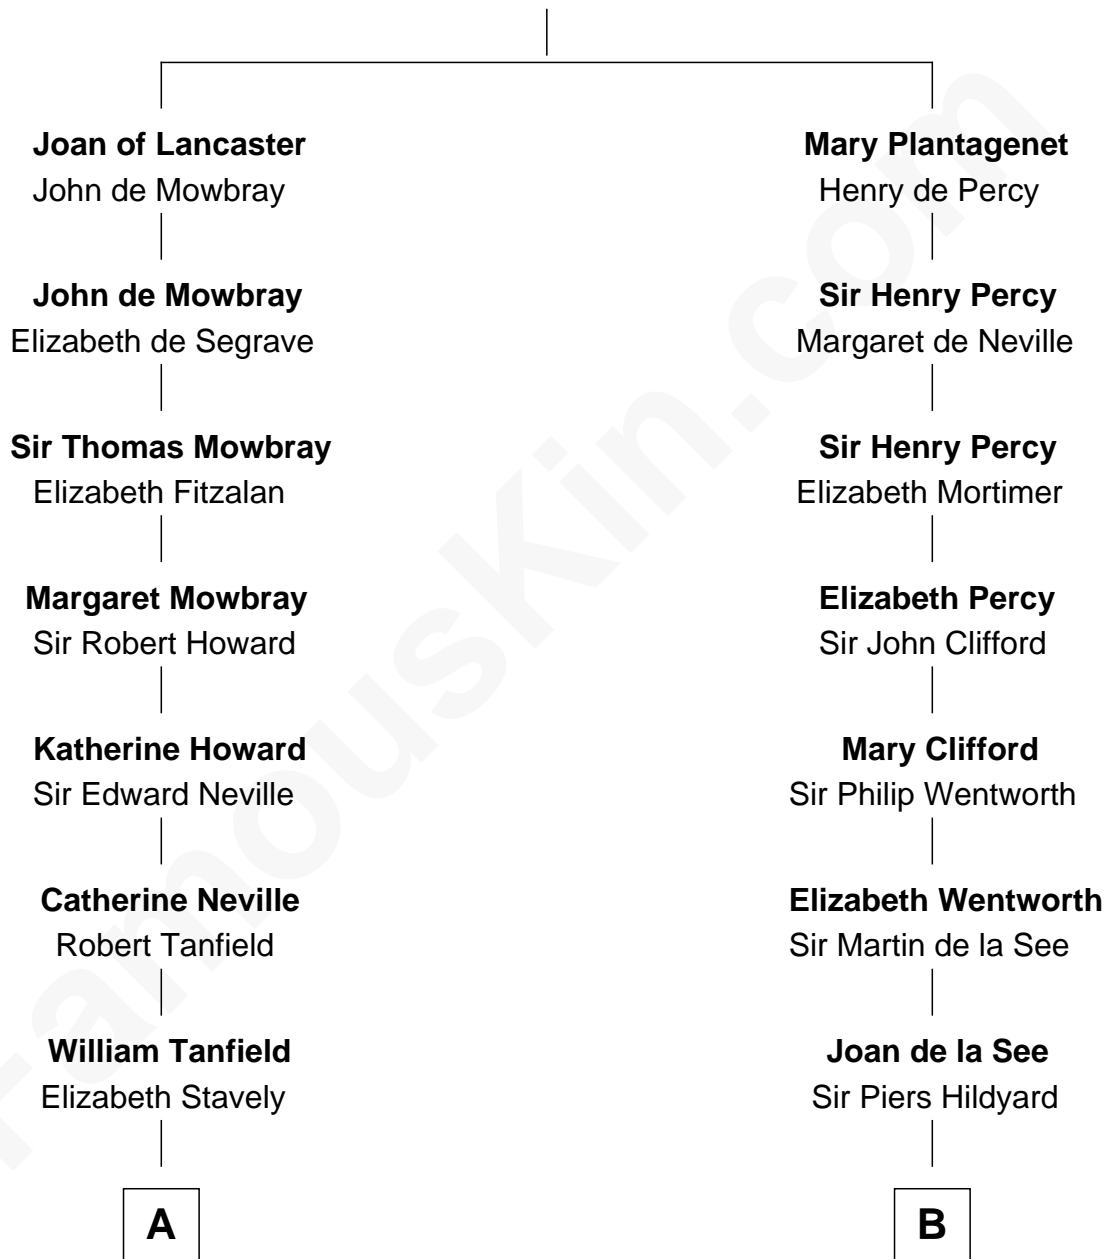 Joan of Lancaster
John de Mowbray
John de Mowbray
Elizabeth de Segrave
Sir Thomas Mowbray
Elizabeth Fitzalan
Margaret Mowbray
Sir Robert Howard
Katherine Howard
Sir Edward Neville
Catherine Neville
Robert Tanfield
William Tanfield
Elizabeth Stavely
A
Mary Plantagenet
Henry de Percy
Sir Henry Percy
Margaret de Neville
Sir Henry Percy
Elizabeth Mortimer
Elizabeth Percy
Sir John Clifford
Mary Clifford
Sir Philip Wentworth
Elizabeth Wentworth
Sir Martin de la See
Joan de la See
Sir Piers Hildyard
B
FamousKin.com